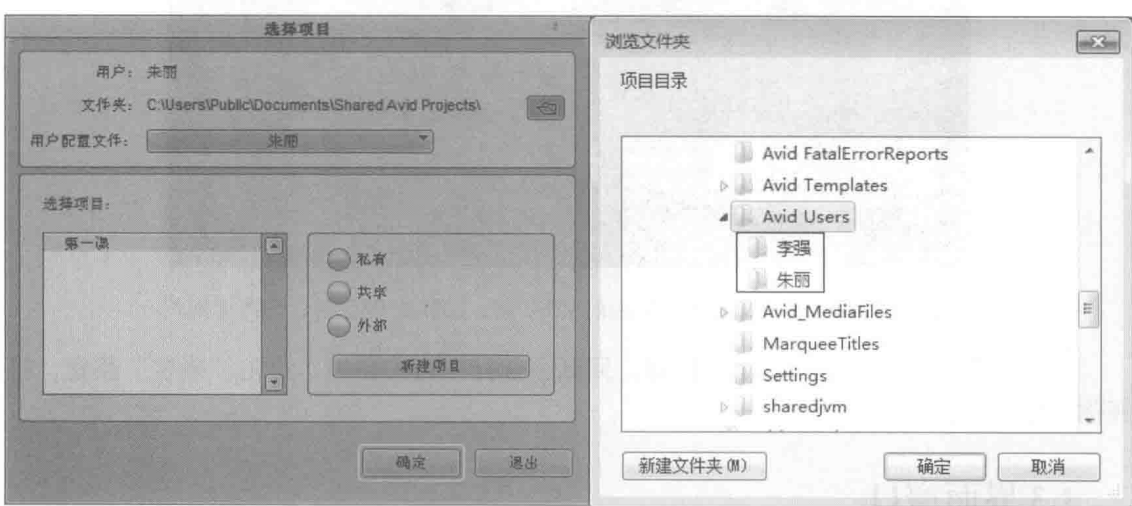 选择项目
用户： 朱丽
文件夹： C:\Users\Public\Documents\Shared Avid Projects\
用户配置文件： 朱丽
选择项目：
第一课
私有
共享
外部
新建项目
确定
退出
浏览文件夹
项目目录
Avid FatalErrorReports
Avid Templates
Avid Users
李强
朱丽
Avid_MediaFiles
MarqueeTitles
Settings
sharedjvm
新建文件夹(M)
确定
取消